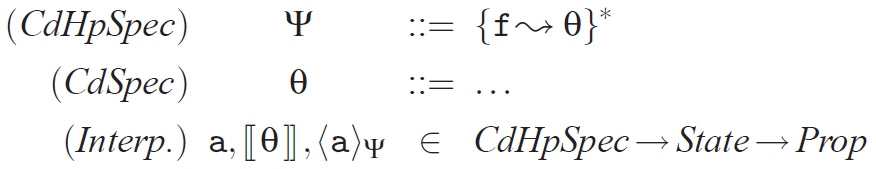 (CdHpSpec) Ψ ::= {f⤳θ}*
(CdSpec) θ ::= ...
(Interp.) a, ⟦θ⟧, ⟨a⟩Ψ ∈ CdHpSpec→State→Prop